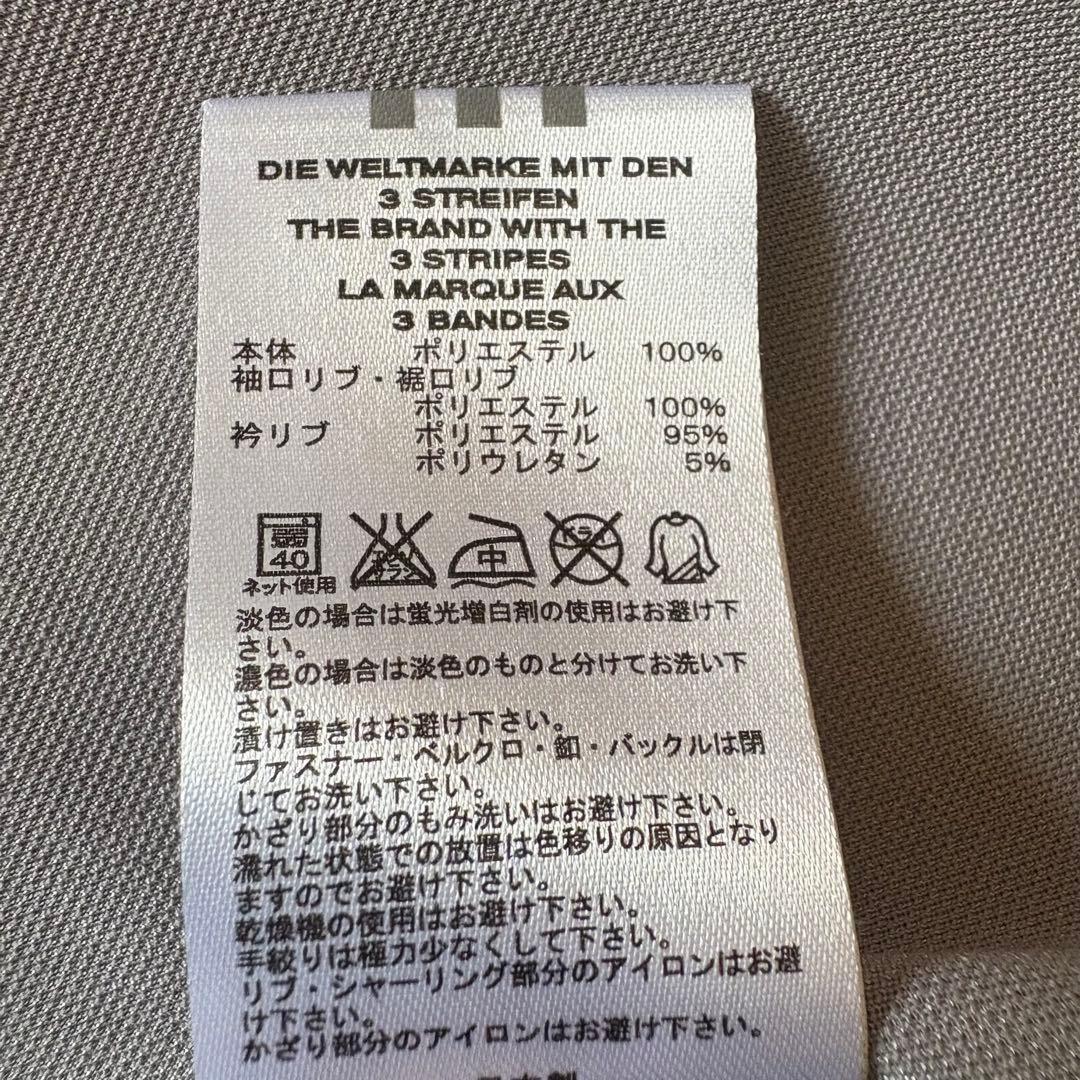 DIE WELTMARKE MIT DEN
3 STREIFEN
THE BRAND WITH THE
3 STRIPES
LA MARQUE AUX
3 BANDES
本体 ポリエステル 100%
袖口リブ・裾口リブ
ポリエステル 100%
衿リブ ポリエステル 95%
ポリウレタン 5%
40 中 ドライ
ネット使用
淡色の場合は蛍光増白剤の使用はお避け下
さい。
濃色の場合は淡色のものと分けてお洗い下
さい。
漬け置きはお避け下さい。
ファスナー・ベルクロ・釦・バックルは閉
じてお洗い下さい。
かざり部分のもみ洗いはお避け下さい。
濡れた状態での放置は色移りの原因となり
ますのでお避け下さい。
乾燥機の使用はお避け下さい。
手絞りは極力少なくして下さい。
リブ・シャーリング部分のアイロンはお避
け下さい。
かざり部分のアイロンはお避け下さい。